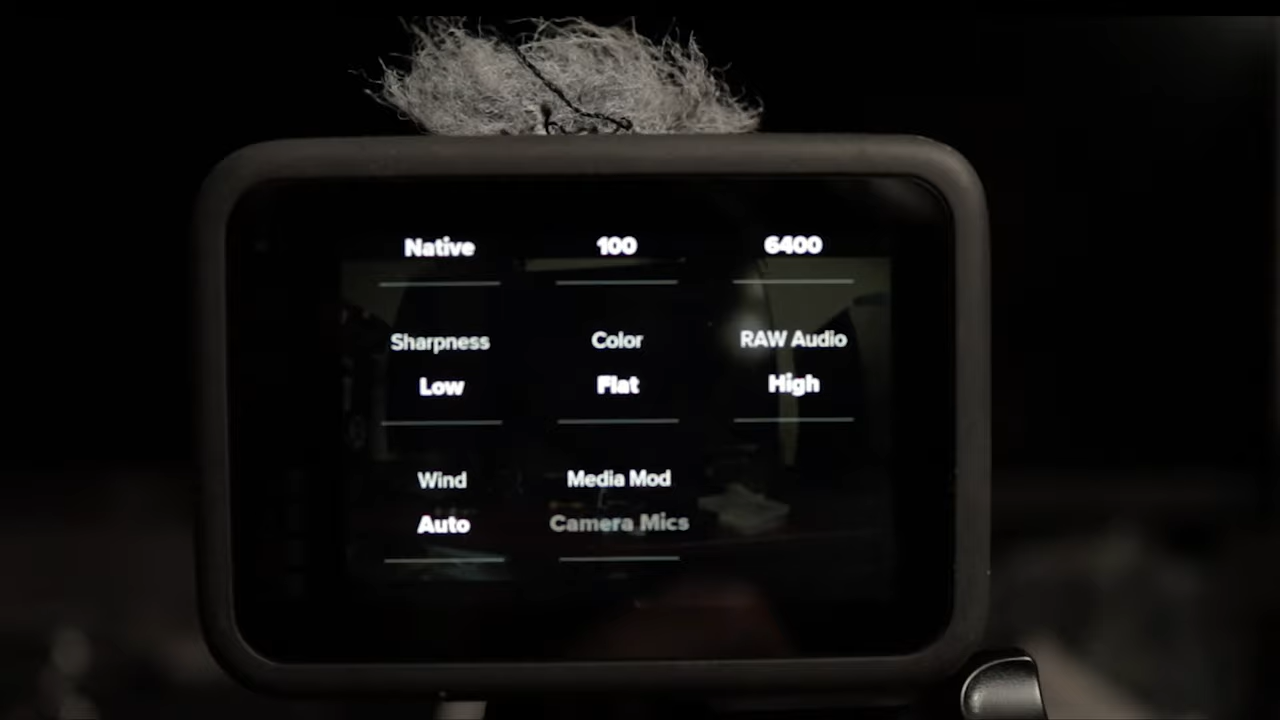 Native 100 6400
Sharpness Color RAW Audio
Low Flat High
Wind Media Mod
Auto Camera Mics